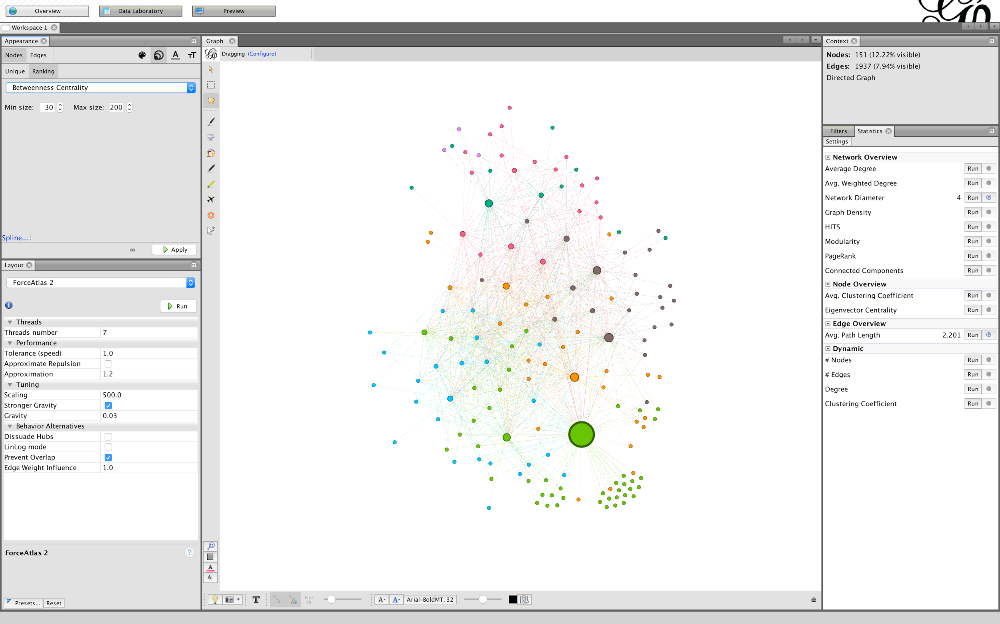 Overview
Data Laboratory
Preview
Workspace 1
Appearance
Nodes Edges
Unique Ranking
Betweenness Centrality
Min size: 30 Max size: 200
Spline...
Apply
Layout
ForceAtlas 2
Run
Threads
Threads number 7
Performance
Tolerance (speed) 1.0
Approximate Repulsion
Approximation 1.2
Tuning
Scaling 500.0
Stronger Gravity
Gravity 0.03
Behavior Alternatives
Dissuade Hubs
LinLog mode
Prevent Overlap
Edge Weight Influence 1.0
ForceAtlas 2
Presets... Reset
Graph
Dragging (Configure)
Arial-BoldMT, 32
Context
Nodes: 151 (12.22% visible)
Edges: 1937 (7.94% visible)
Directed Graph
Filters Statistics
Settings
Network Overview
Average Degree Run
Avg. Weighted Degree Run
Network Diameter 4 Run
Graph Density Run
HITS Run
Modularity Run
PageRank Run
Connected Components Run
Node Overview
Avg. Clustering Coefficient Run
Eigenvector Centrality Run
Edge Overview
Avg. Path Length 2.201 Run
Dynamic
# Nodes Run
# Edges Run
Degree Run
Clustering Coefficient Run